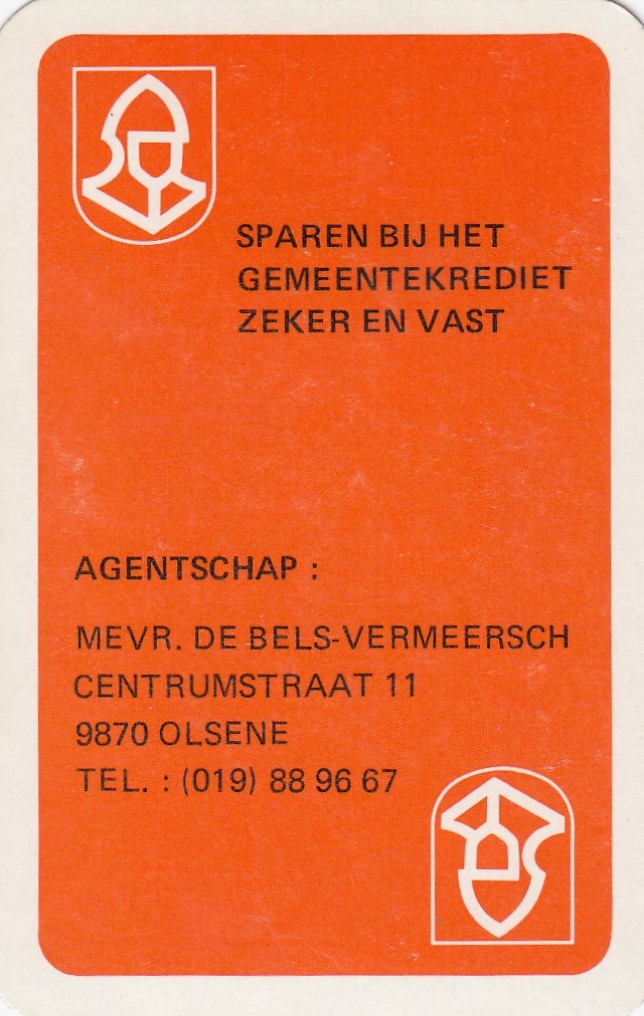 SPAREN BIJ HET
GEMEENTEKREDIET
ZEKER EN VAST
AGENTSCHAP :
MEVR. DE BELS-VERMEERSCH
CENTRUMSTRAAT 11
9870 OLSENE
TEL. : (019) 88 96 67